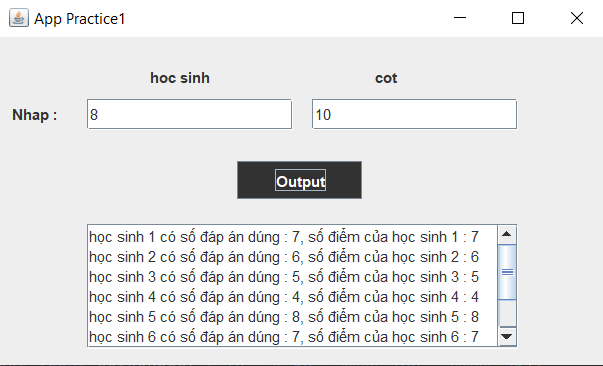 App Practice1
hoc sinh cot
Nhap : 8 10
Output
học sinh 1 có số đáp án dúng : 7, số điểm của học sinh 1 : 7
học sinh 2 có số đáp án dúng : 6, số điểm của học sinh 2 : 6
học sinh 3 có số đáp án dúng : 5, số điểm của học sinh 3 : 5
học sinh 4 có số đáp án dúng : 4, số điểm của học sinh 4 : 4
học sinh 5 có số đáp án dúng : 8, số điểm của học sinh 5 : 8
học sinh 6 có số đáp án dúng : 7, số điểm của học sinh 6 : 7